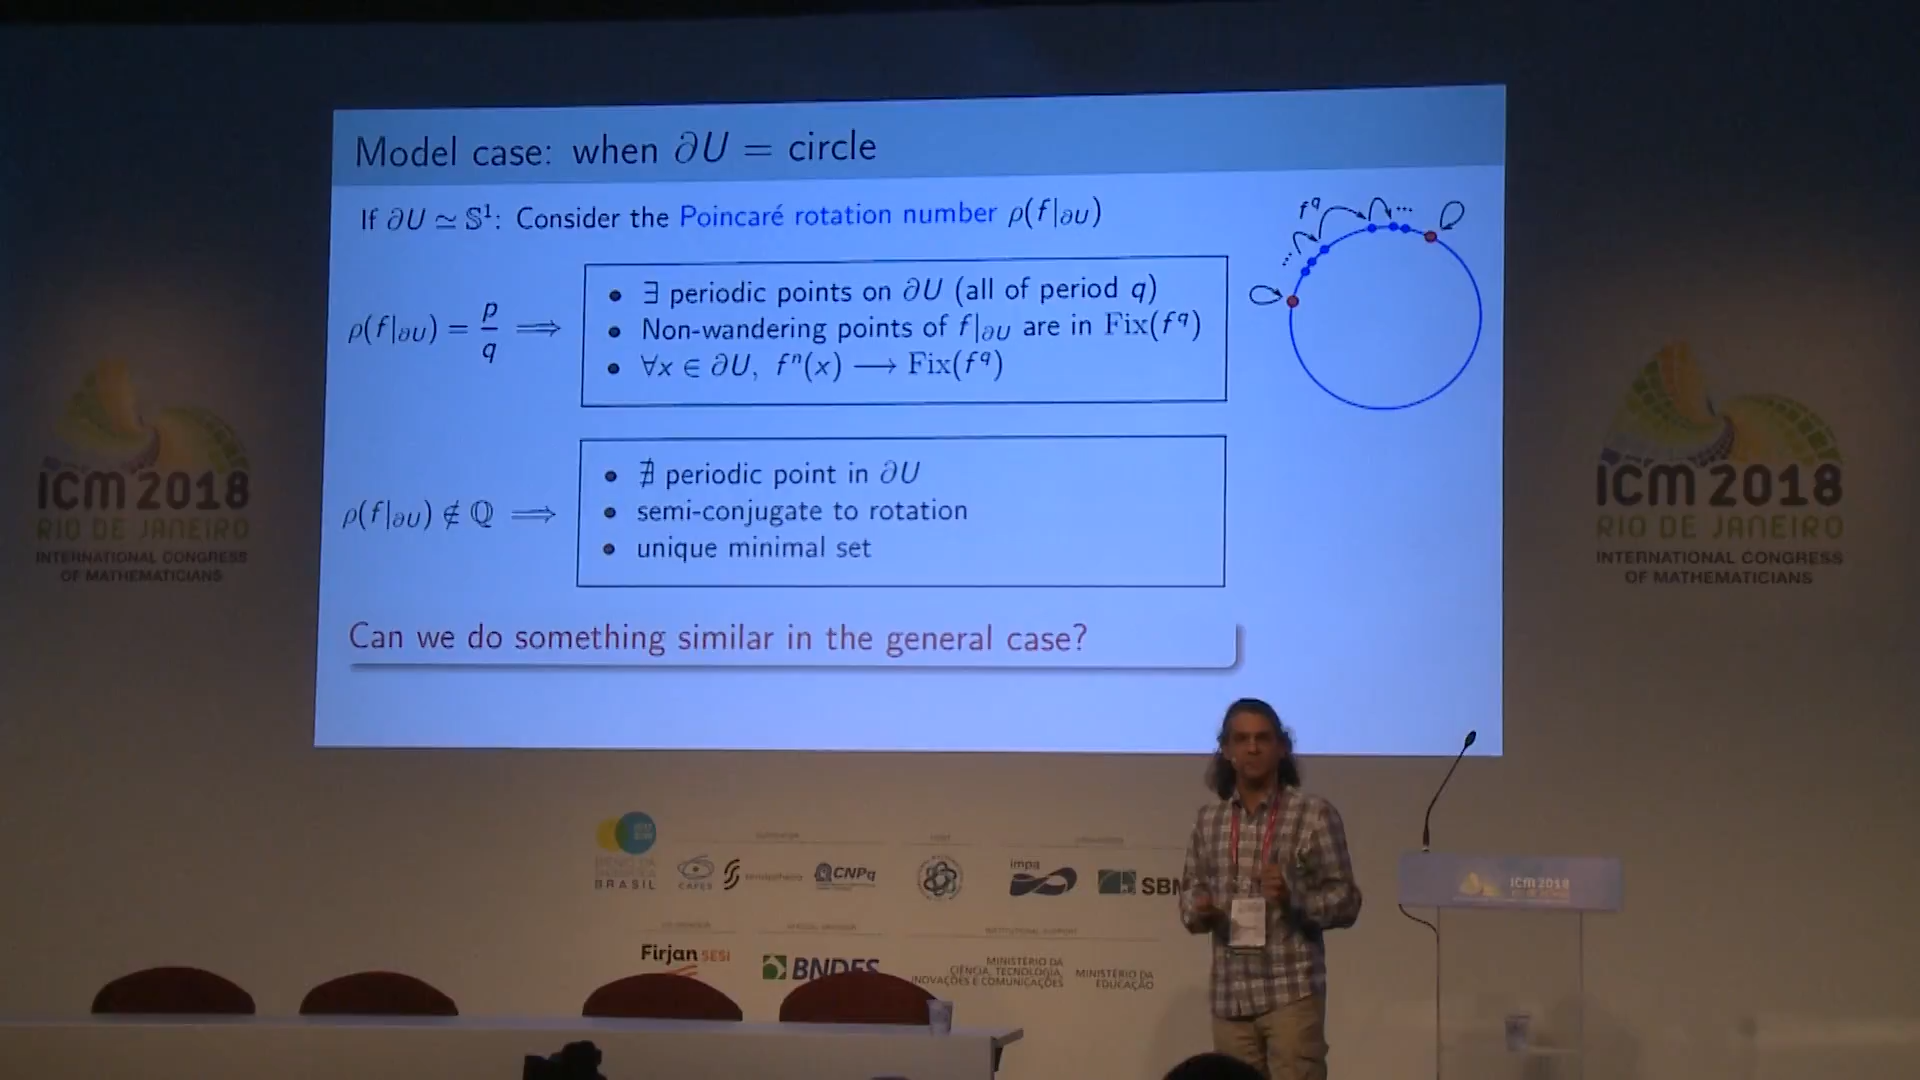 Model case: when ∂U = circle
If ∂U ≃ 𝕊¹: Consider the Poincaré rotation number ρ(f|∂U)
fq ...
...
ρ(f|∂U) = p/q ⟹
• ∃ periodic points on ∂U (all of period q)
• Non-wandering points of f|∂U are in Fix(f^q)
• ∀x ∈ ∂U, fⁿ(x) ⟶ Fix(f^q)
ρ(f|∂U) ∉ ℚ ⟹
• ∄ periodic point in ∂U
• semi-conjugate to rotation
• unique minimal set
Can we do something similar in the general case?
ICM 2018
RIO DE JANEIRO
INTERNATIONAL CONGRESS
OF MATHEMATICIANS
ICM 2018
RIO DE JANEIRO
INTERNATIONAL CONGRESS
OF MATHEMATICIANS
BRASIL
CAPES
CNPq
impa
SBM
Firjan SESI
BNDES
MINISTÉRIO DA
CIÊNCIA, TECNOLOGIA,
INOVAÇÕES E COMUNICAÇÕES
MINISTÉRIO DA
EDUCAÇÃO
ICM 2018